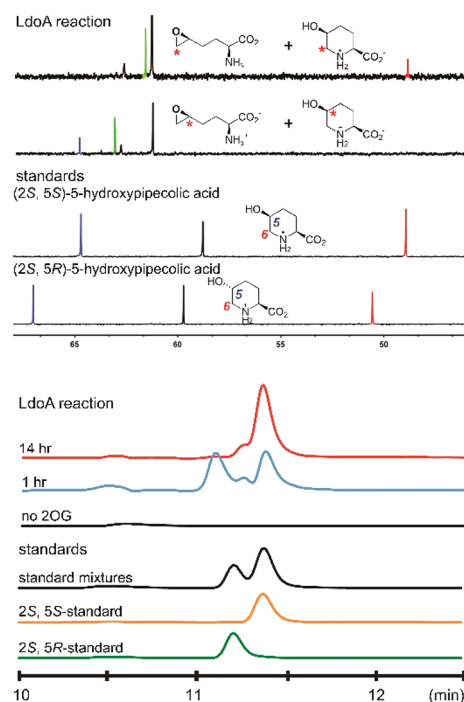 LdoA reaction
O
*
CO₂⁻
NH₃
+
HO
*
N
H₂
CO₂⁻
O
*
CO₂⁻
NH₃⁺
+
HO
*
N
H₂
CO₂⁻
standards
(2S, 5S)-5-hydroxypipecolic acid
HO
5
6
N
H₂
CO₂⁻
(2S, 5R)-5-hydroxypipecolic acid
HO
5
6
N
H₂
CO₂⁻
65 60 55 50
LdoA reaction
14 hr
1 hr
no 2OG
standards
standard mixtures
2S, 5S-standard
2S, 5R-standard
10 11 12 (min)